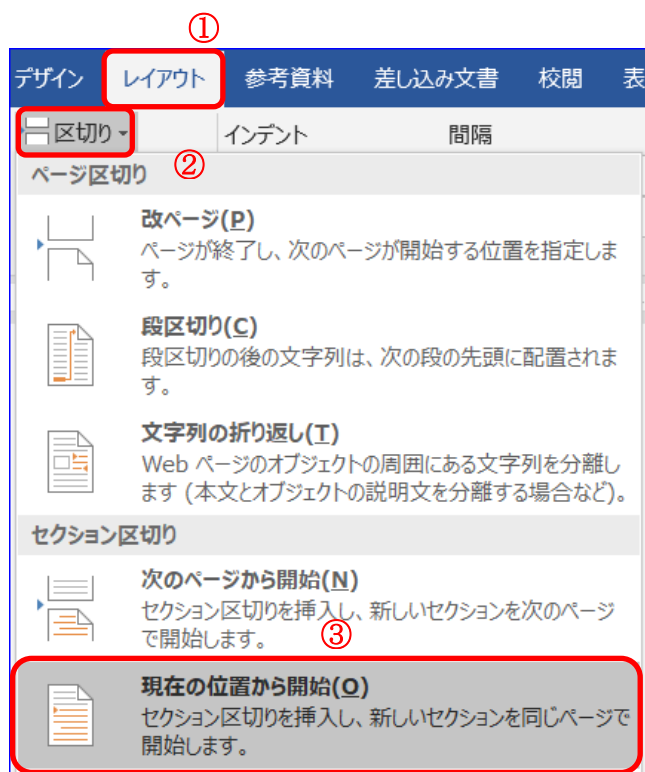 ①
デザイン レイアウト 参考資料 差し込み文書 校閲 表
区切り インデント 間隔
②
ページ区切り
改ページ(P)
ページが終了し、次のページが開始する位置を指定しま
す。
段区切り(C)
段区切りの後の文字列は、次の段の先頭に配置されま
す。
文字列の折り返し(T)
Web ページのオブジェクトの周囲にある文字列を分離し
ます (本文とオブジェクトの説明文を分離する場合など)。
セクション区切り
次のページから開始(N)
セクション区切りを挿入し、新しいセクションを次のページ
で開始します。
③
現在の位置から開始(O)
セクション区切りを挿入し、新しいセクションを同じページで
開始します。